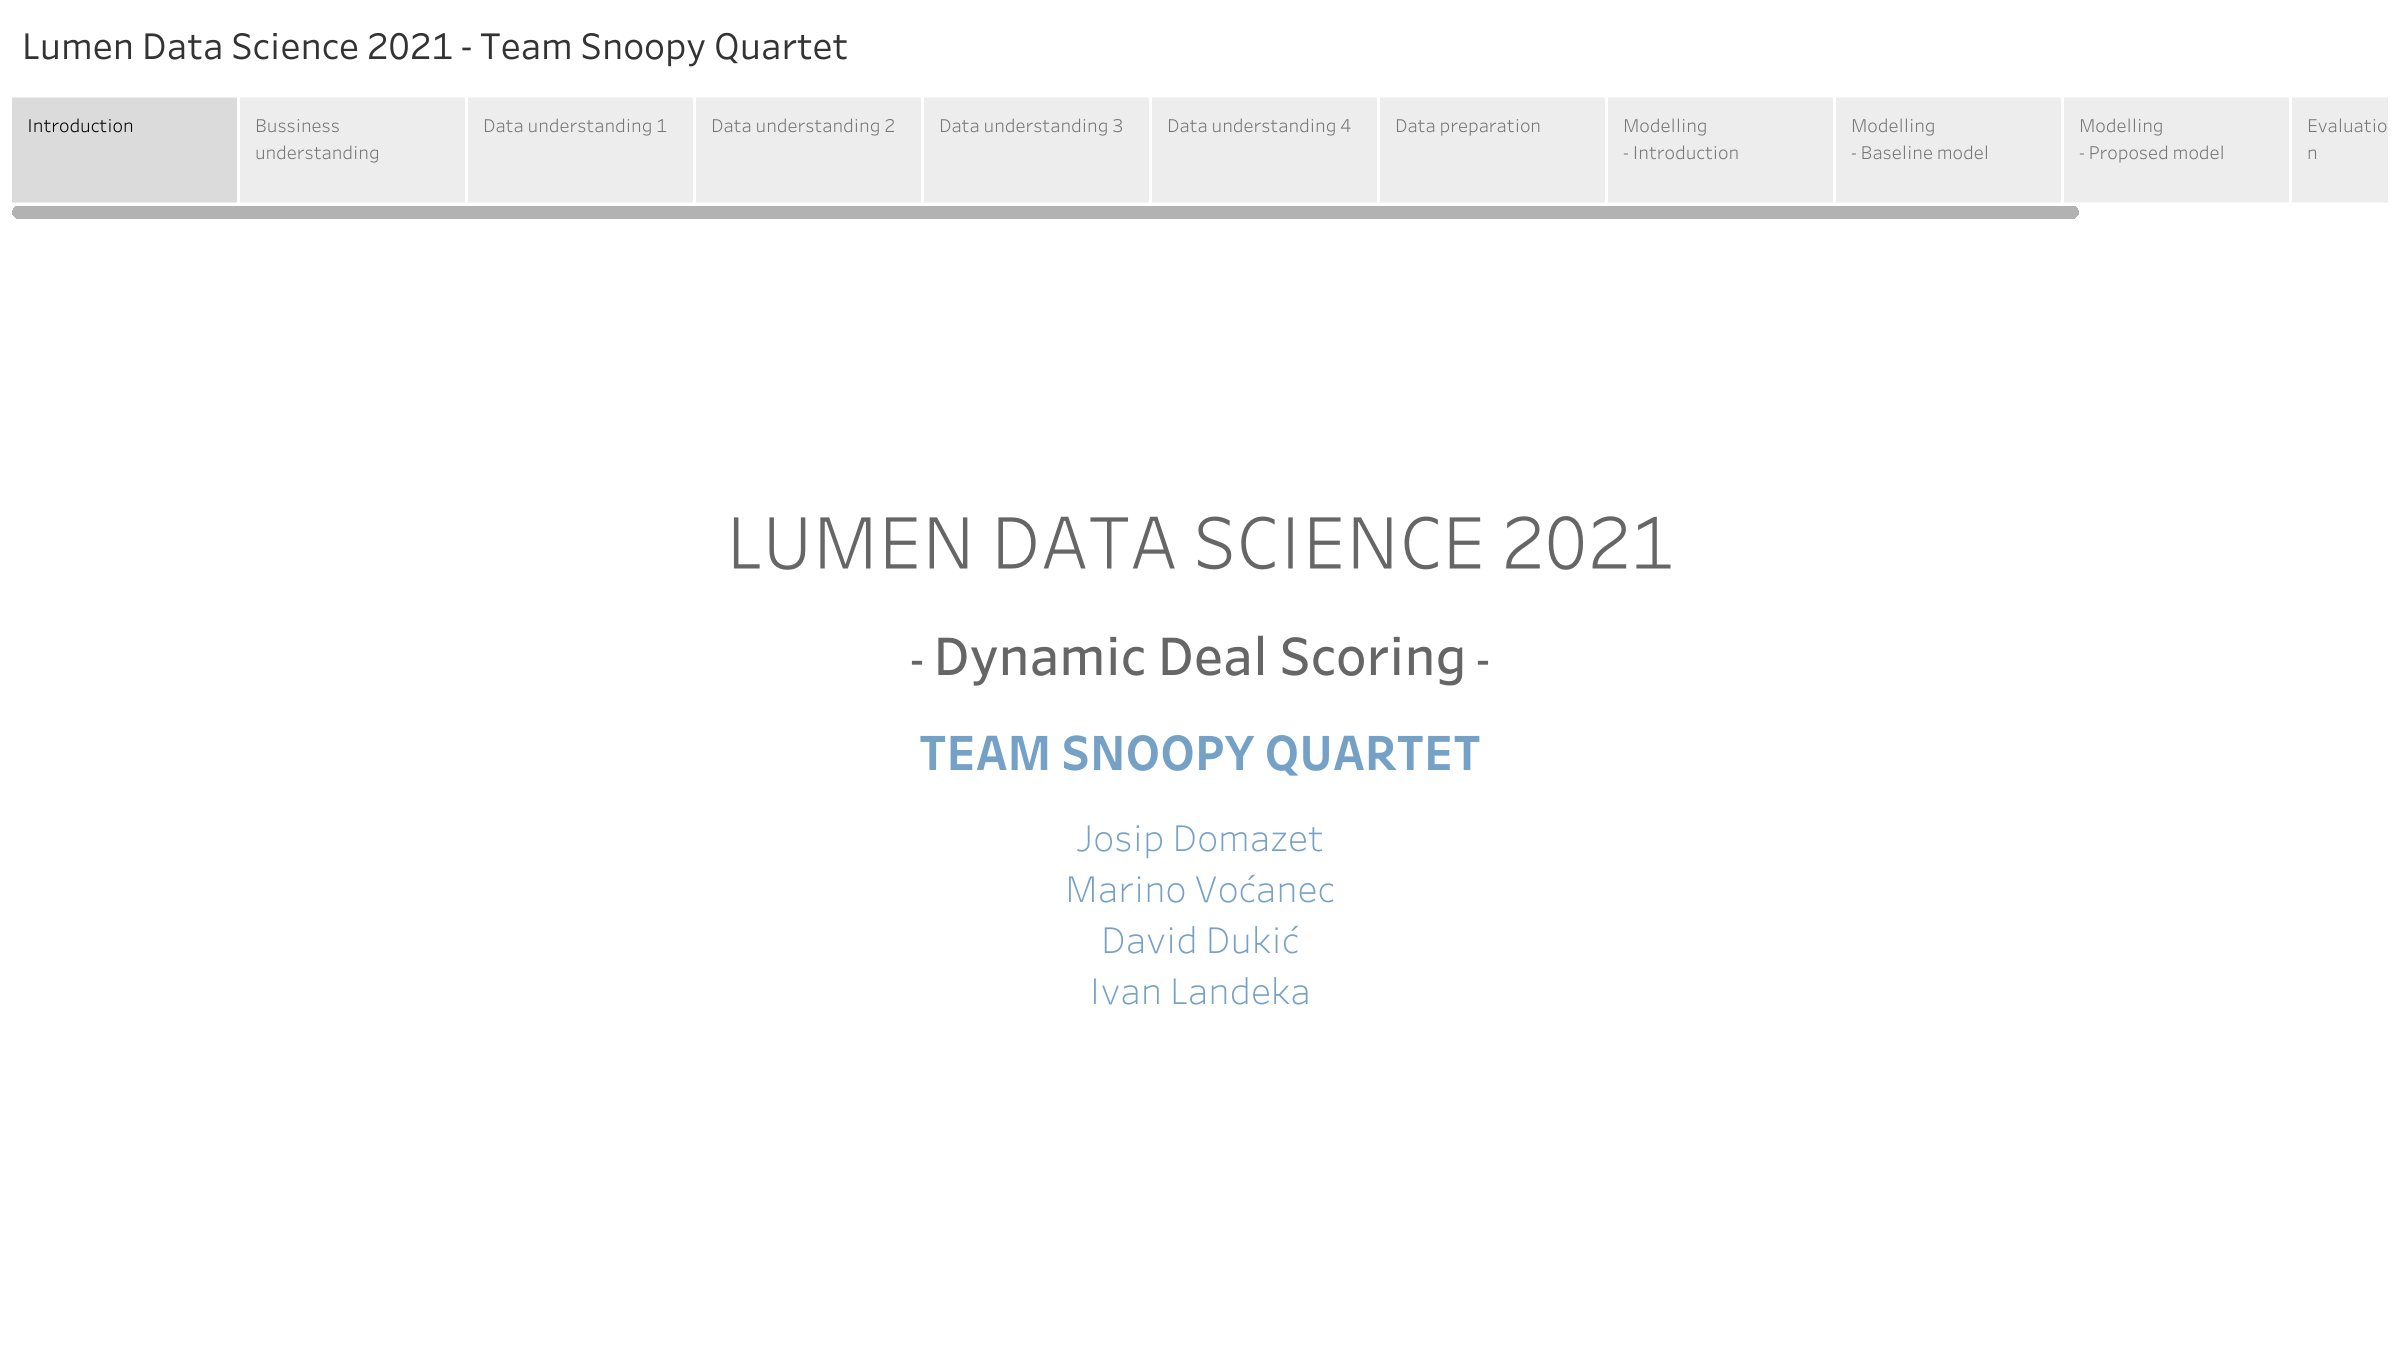 Lumen Data Science 2021 - Team Snoopy Quartet
Introduction
Bussiness
understanding
Data understanding 1
Data understanding 2
Data understanding 3
Data understanding 4
Data preparation
Modelling
- Introduction
Modelling
- Baseline model
Modelling
- Proposed model
Evaluatio
n
LUMEN DATA SCIENCE 2021
- Dynamic Deal Scoring -
TEAM SNOOPY QUARTET
Josip Domazet
Marino Voćanec
David Dukić
Ivan Landeka